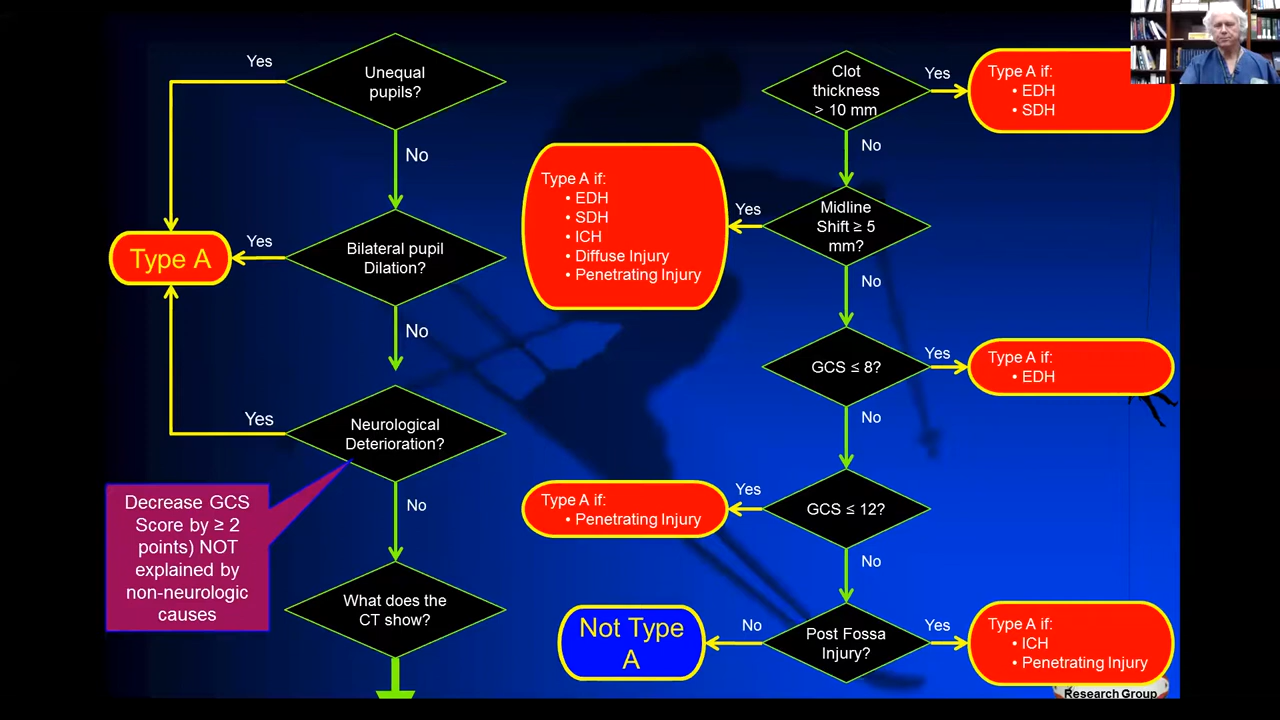 Yes
Unequal
pupils?
No
Type A
Yes
Bilateral pupil
Dilation?
No
Yes
Neurological
Deterioration?
Decrease GCS
Score by ≥ 2
points) NOT
explained by
non-neurologic
causes
No
What does the
CT show?
Clot
thickness
> 10 mm
Yes
Type A if:
• EDH
• SDH
No
Midline
Shift ≥ 5
mm?
Yes
Type A if:
• EDH
• SDH
• ICH
• Diffuse Injury
• Penetrating Injury
No
GCS ≤ 8?
Yes
Type A if:
• EDH
No
GCS ≤ 12?
Yes
Type A if:
• Penetrating Injury
No
Post Fossa
Injury?
Yes
Type A if:
• ICH
• Penetrating Injury
No
Not Type
A
Research Group